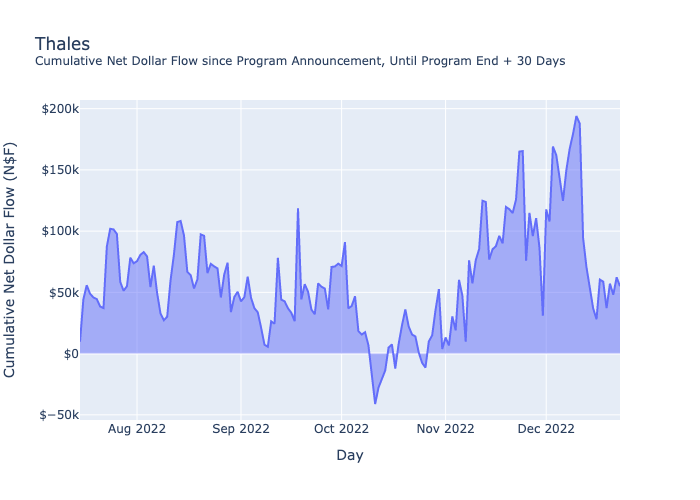 Thales
Cumulative Net Dollar Flow since Program Announcement, Until Program End + 30 Days
Cumulative Net Dollar Flow (N$F)
$200k
$150k
$100k
$50k
$0
$−50k
Aug 2022
Sep 2022
Oct 2022
Nov 2022
Dec 2022
Day